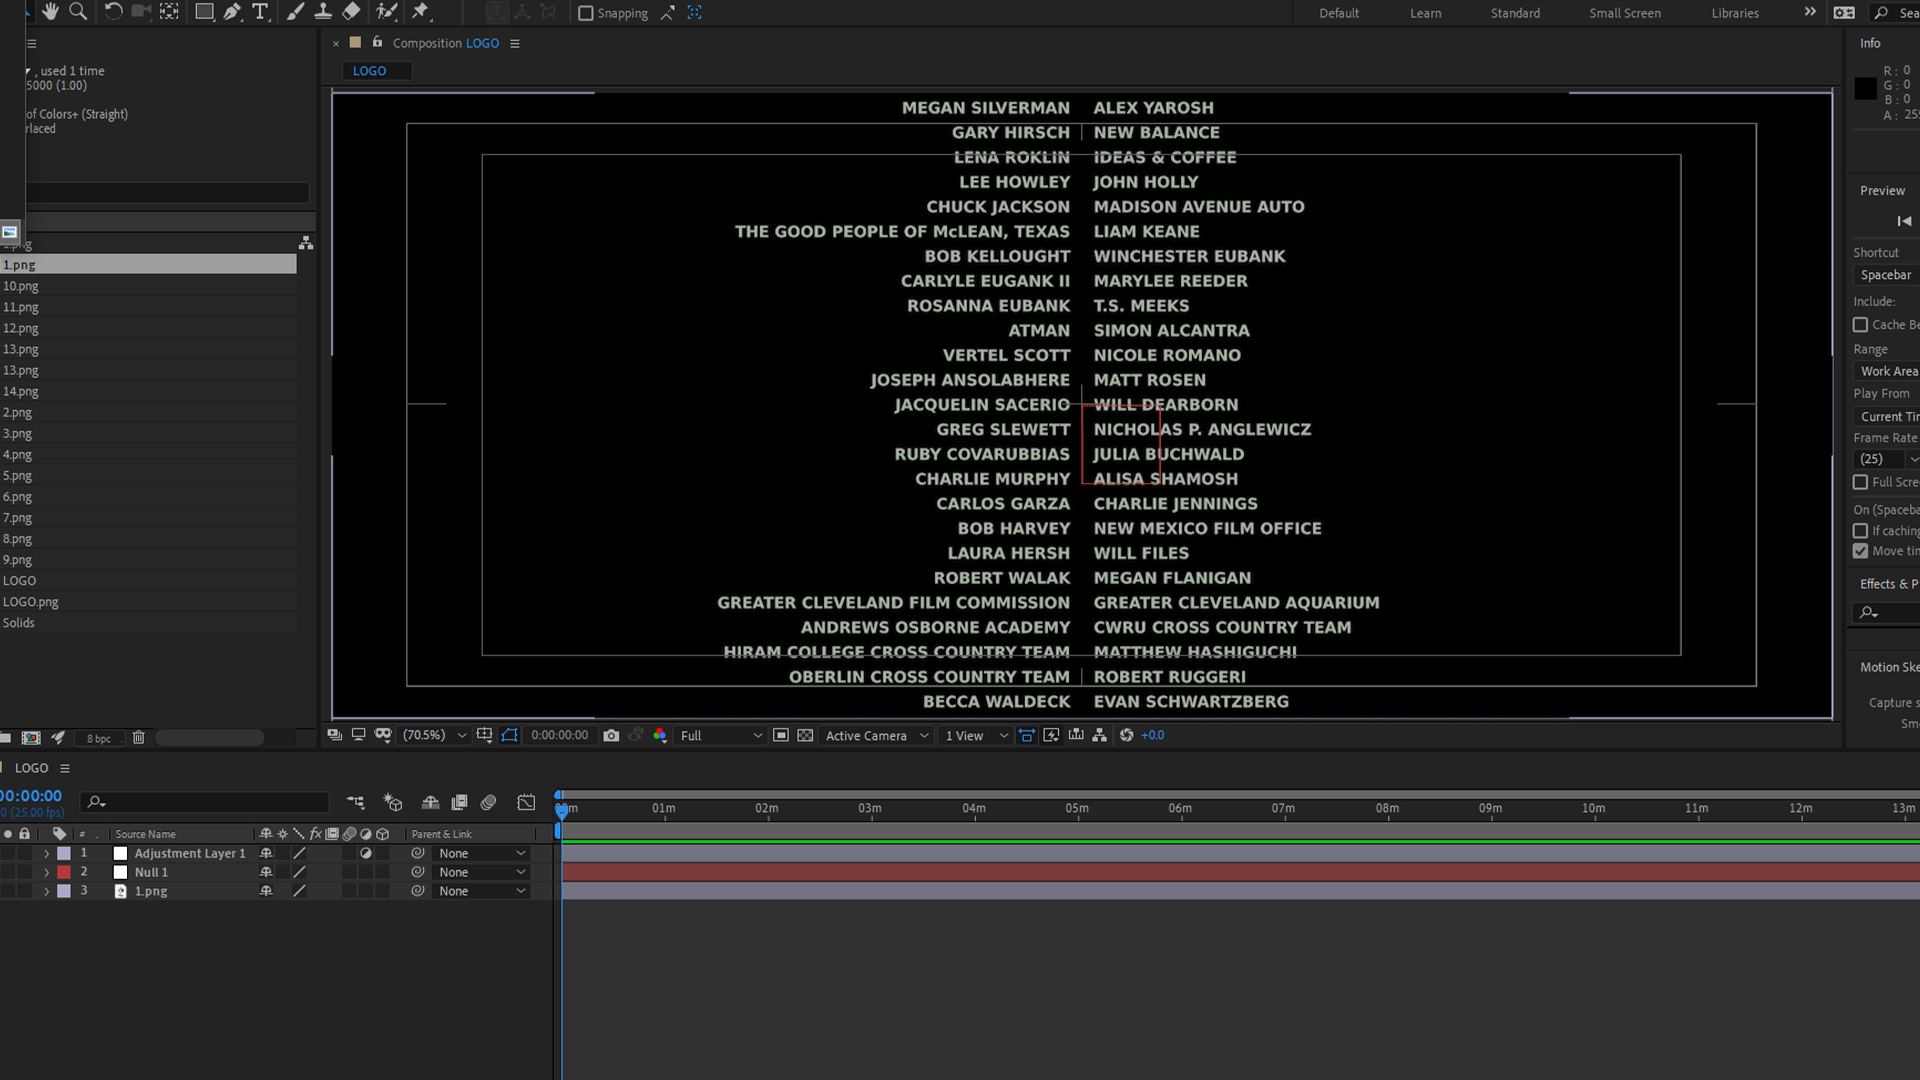 Snapping
Default
Learn
Standard
Small Screen
Libraries
Composition LOGO
LOGO
, used 1 time
5000 (1.00)
of Colors+ (Straight)
rlaced
1.png
10.png
11.png
12.png
13.png
13.png
14.png
2.png
3.png
4.png
5.png
6.png
7.png
8.png
9.png
LOGO
LOGO.png
Solids
8 bpc
MEGAN SILVERMAN ALEX YAROSH
GARY HIRSCH NEW BALANCE
LENA ROKLIN IDEAS & COFFEE
LEE HOWLEY JOHN HOLLY
CHUCK JACKSON MADISON AVENUE AUTO
THE GOOD PEOPLE OF McLEAN, TEXAS LIAM KEANE
BOB KELLOUGHT WINCHESTER EUBANK
CARLYLE EUGANK II MARYLEE REEDER
ROSANNA EUBANK T.S. MEEKS
ATMAN SIMON ALCANTRA
VERTEL SCOTT NICOLE ROMANO
JOSEPH ANSOLABHERE MATT ROSEN
JACQUELIN SACERIO WILL DEARBORN
GREG SLEWETT NICHOLAS P. ANGLEWICZ
RUBY COVARUBBIAS JULIA BUCHWALD
CHARLIE MURPHY ALISA SHAMOSH
CARLOS GARZA CHARLIE JENNINGS
BOB HARVEY NEW MEXICO FILM OFFICE
LAURA HERSH WILL FILES
ROBERT WALAK MEGAN FLANIGAN
GREATER CLEVELAND FILM COMMISSION GREATER CLEVELAND AQUARIUM
ANDREWS OSBORNE ACADEMY CWRU CROSS COUNTRY TEAM
HIRAM COLLEGE CROSS COUNTRY TEAM MATTHEW HASHIGUCHI
OBERLIN CROSS COUNTRY TEAM ROBERT RUGGERI
BECCA WALDECK EVAN SCHWARTZBERG
(70.5%) 0:00:00:00 Full Active Camera 1 View +0.0
Info
R: 0
G: 0
B: 0
A: 255
Preview
Shortcut
Spacebar
Include:
Cache Be
Range
Work Area
Play From
Current Tim
Frame Rate
(25)
Full Scree
On (Spaceba
If caching
Move tim
Effects & P
Motion Ske
Capture s
Smo
LOGO
00:00:00
0 (25.00 fps)
00m 01m 02m 03m 04m 05m 06m 07m 08m 09m 10m 11m 12m 13m
# Source Name fx Parent & Link
1 Adjustment Layer 1 None
2 Null 1 None
3 1.png None